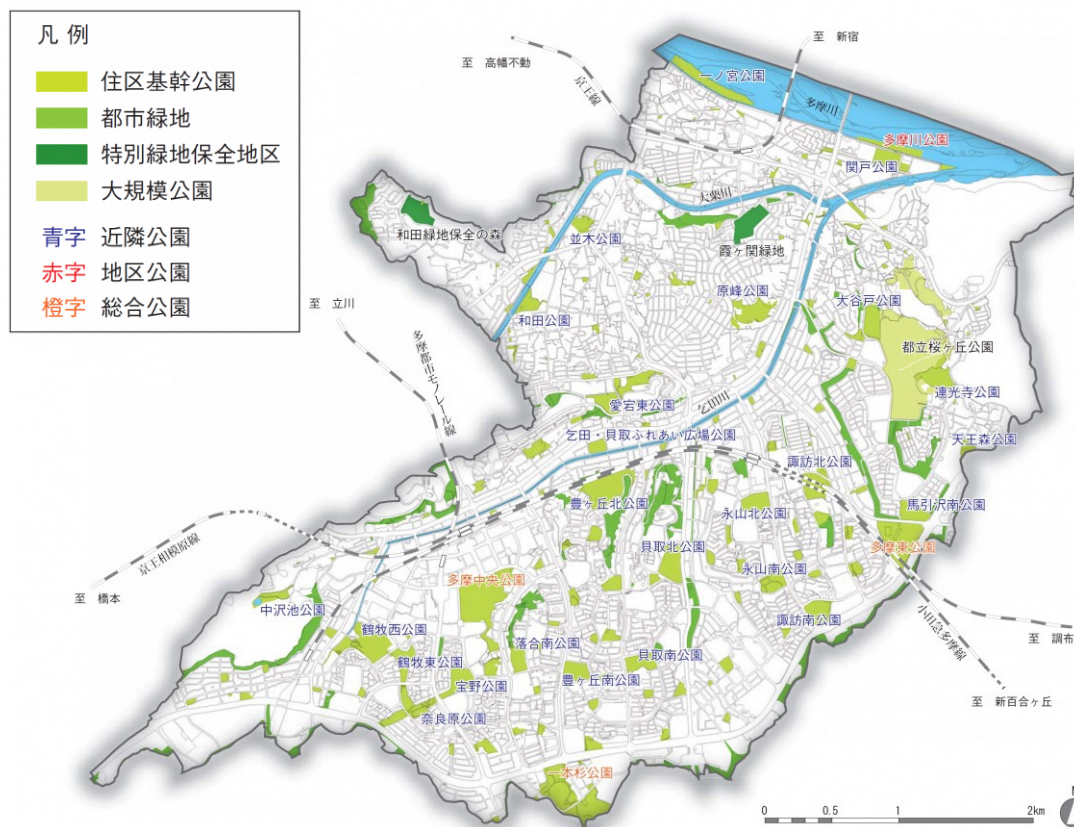 凡 例
住区基幹公園
都市緑地
特別緑地保全地区
大規模公園
青字 近隣公園
赤字 地区公園
橙字 総合公園
至 新宿
至 高幡不動
京王線
一ノ宮公園
多摩川
多摩川公園
関戸公園
大栗川
和田緑地保全の森
並木公園
霞ヶ関緑地
原峰公園
大谷戸公園
至 立川
和田公園
多摩都市モノレール線
都立桜ヶ丘公園
連光寺公園
愛宕東公園
乞田川
天王森公園
乞田・貝取ふれあい広場公園
諏訪北公園
豊ヶ丘北公園
永山北公園
馬引沢南公園
京王相模原線
貝取北公園
多摩東公園
永山南公園
多摩中央公園
至 橋本
中沢池公園
鶴牧西公園
諏訪南公園
小田急多摩線
至 調布
落合南公園
貝取南公園
鶴牧東公園
宝野公園
豊ヶ丘南公園
至 新百合ヶ丘
奈良原公園
一本杉公園
N
0 0.5 1 2km